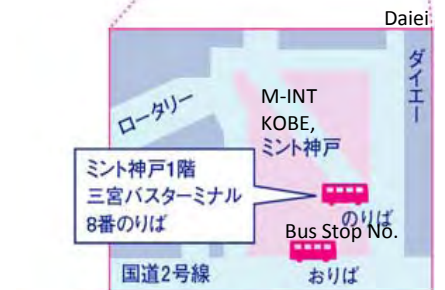 Daiei
ダイエー
ロータリー
M-INT
KOBE,
ミント神戸
ミント神戸1階
三宮バスターミナル
8番のりば
のりば
Bus Stop No.
国道2号線
おりば